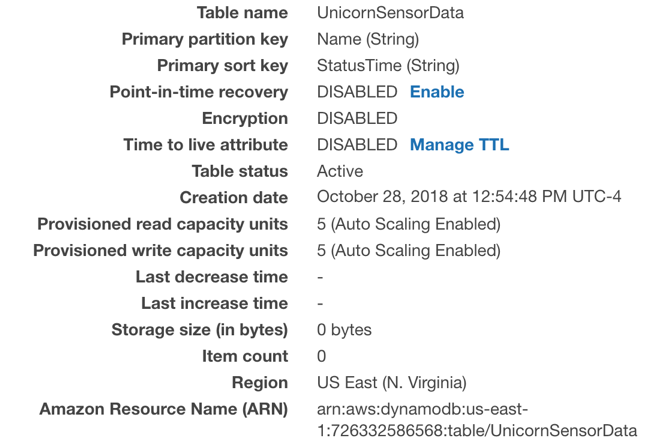 Table name UnicornSensorData
Primary partition key Name (String)
Primary sort key StatusTime (String)
Point-in-time recovery DISABLED Enable
Encryption DISABLED
Time to live attribute DISABLED Manage TTL
Table status Active
Creation date October 28, 2018 at 12:54:48 PM UTC-4
Provisioned read capacity units 5 (Auto Scaling Enabled)
Provisioned write capacity units 5 (Auto Scaling Enabled)
Last decrease time -
Last increase time -
Storage size (in bytes) 0 bytes
Item count 0
Region US East (N. Virginia)
Amazon Resource Name (ARN) arn:aws:dynamodb:us-east-
1:726332586568:table/UnicornSensorData